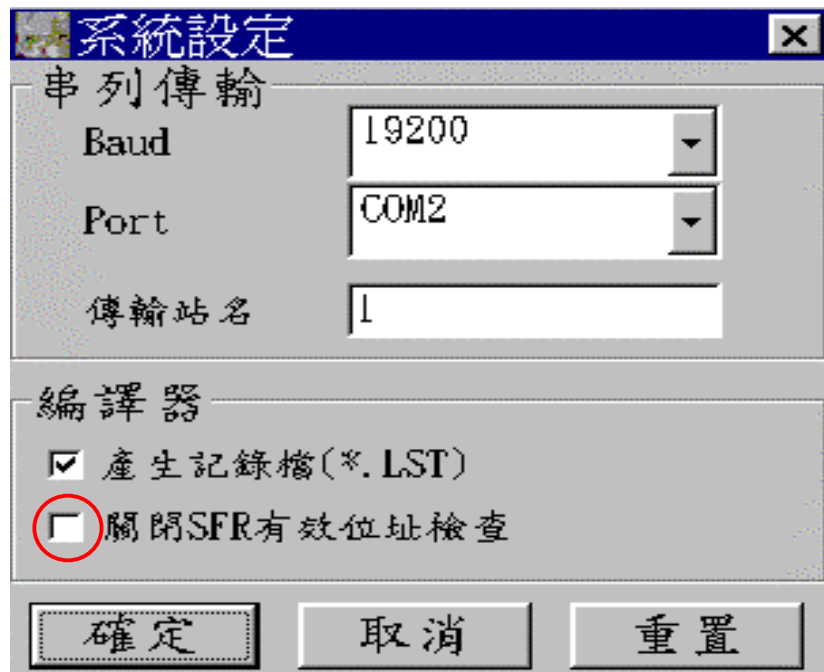 系統設定
串列傳輸
Baud 19200
Port COM2
傳輸站名 1
編譯器
產生記錄檔(*.LST)
關閉SFR有效位址檢查
確定 取消 重置